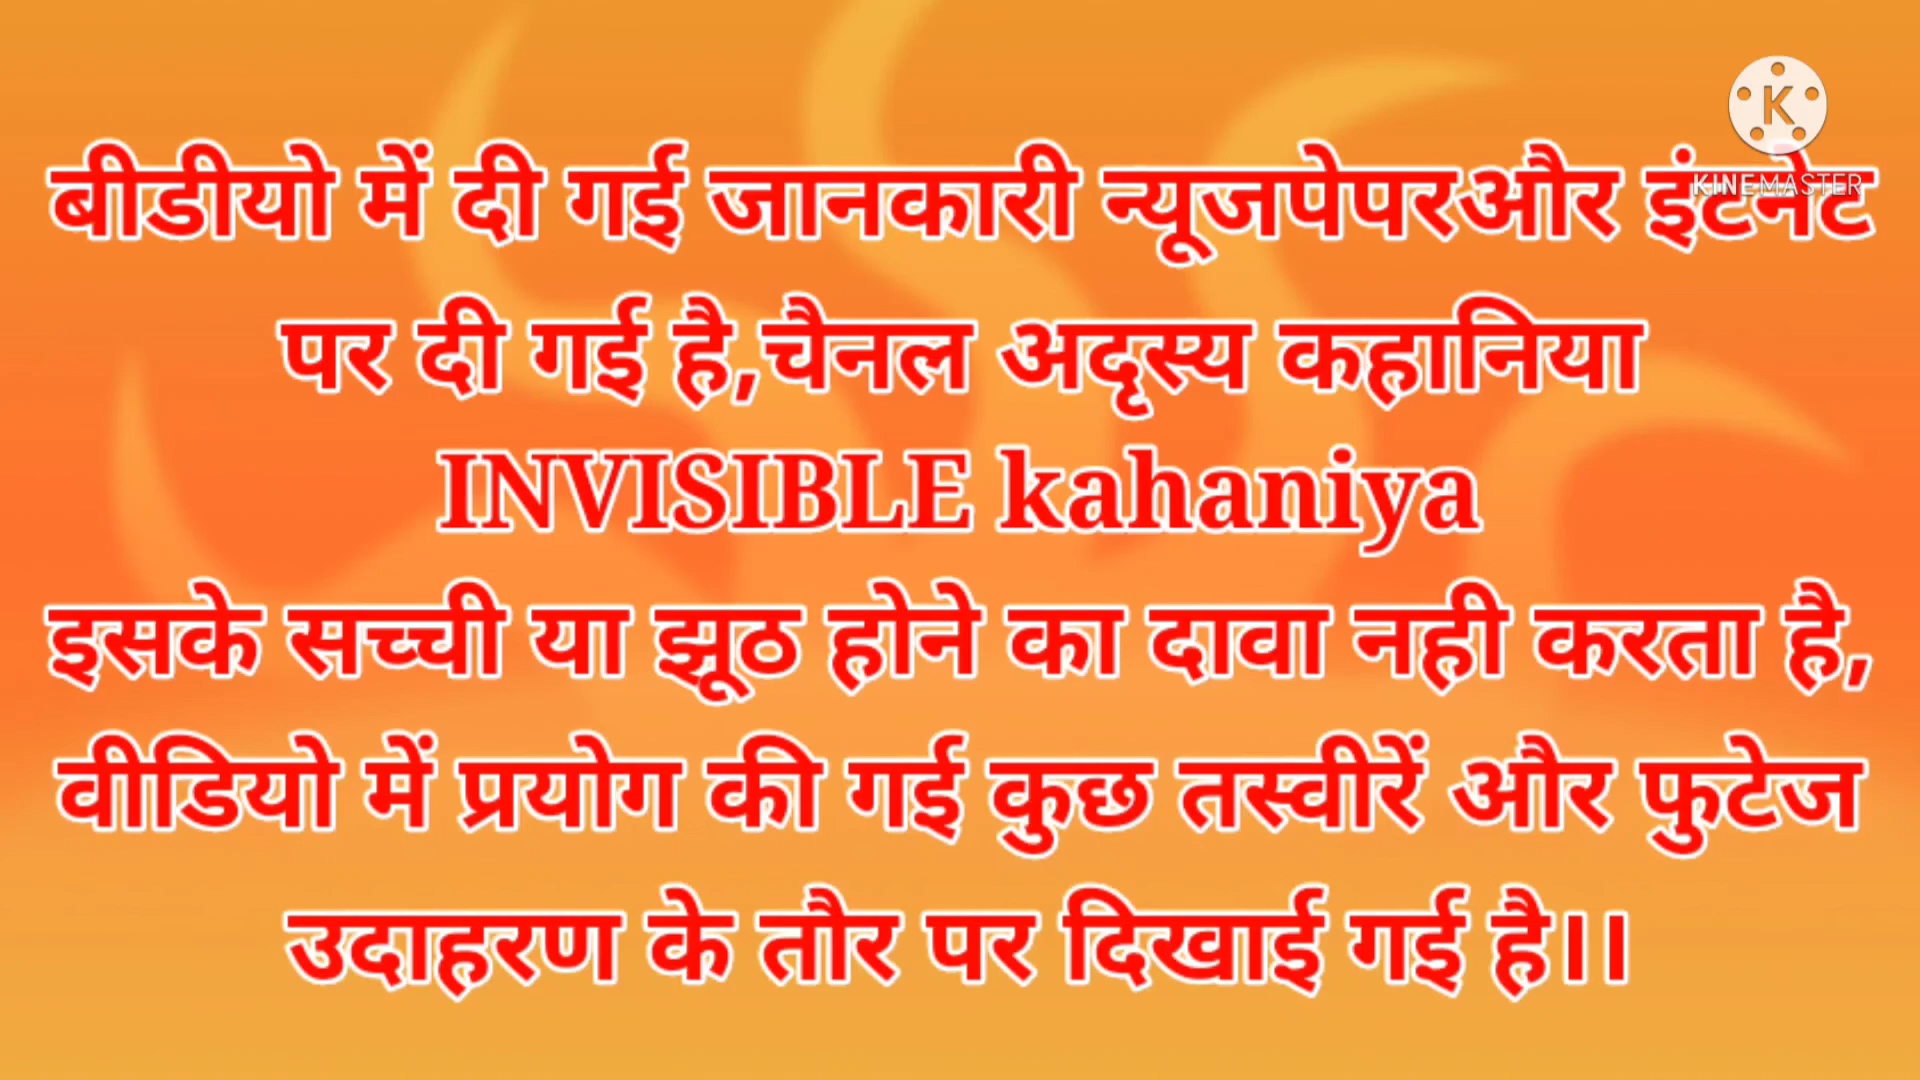 K
KINEMASTER
बीडीयो में दी गई जानकारी न्यूजपेपरऔर इंटनेट
पर दी गई है,चैनल अदृस्य कहानिया
INVISIBLE kahaniya
इसके सच्ची या झूठ होने का दावा नही करता है,
वीडियो में प्रयोग की गई कुछ तस्वीरें और फुटेज
उदाहरण के तौर पर दिखाई गई है।।